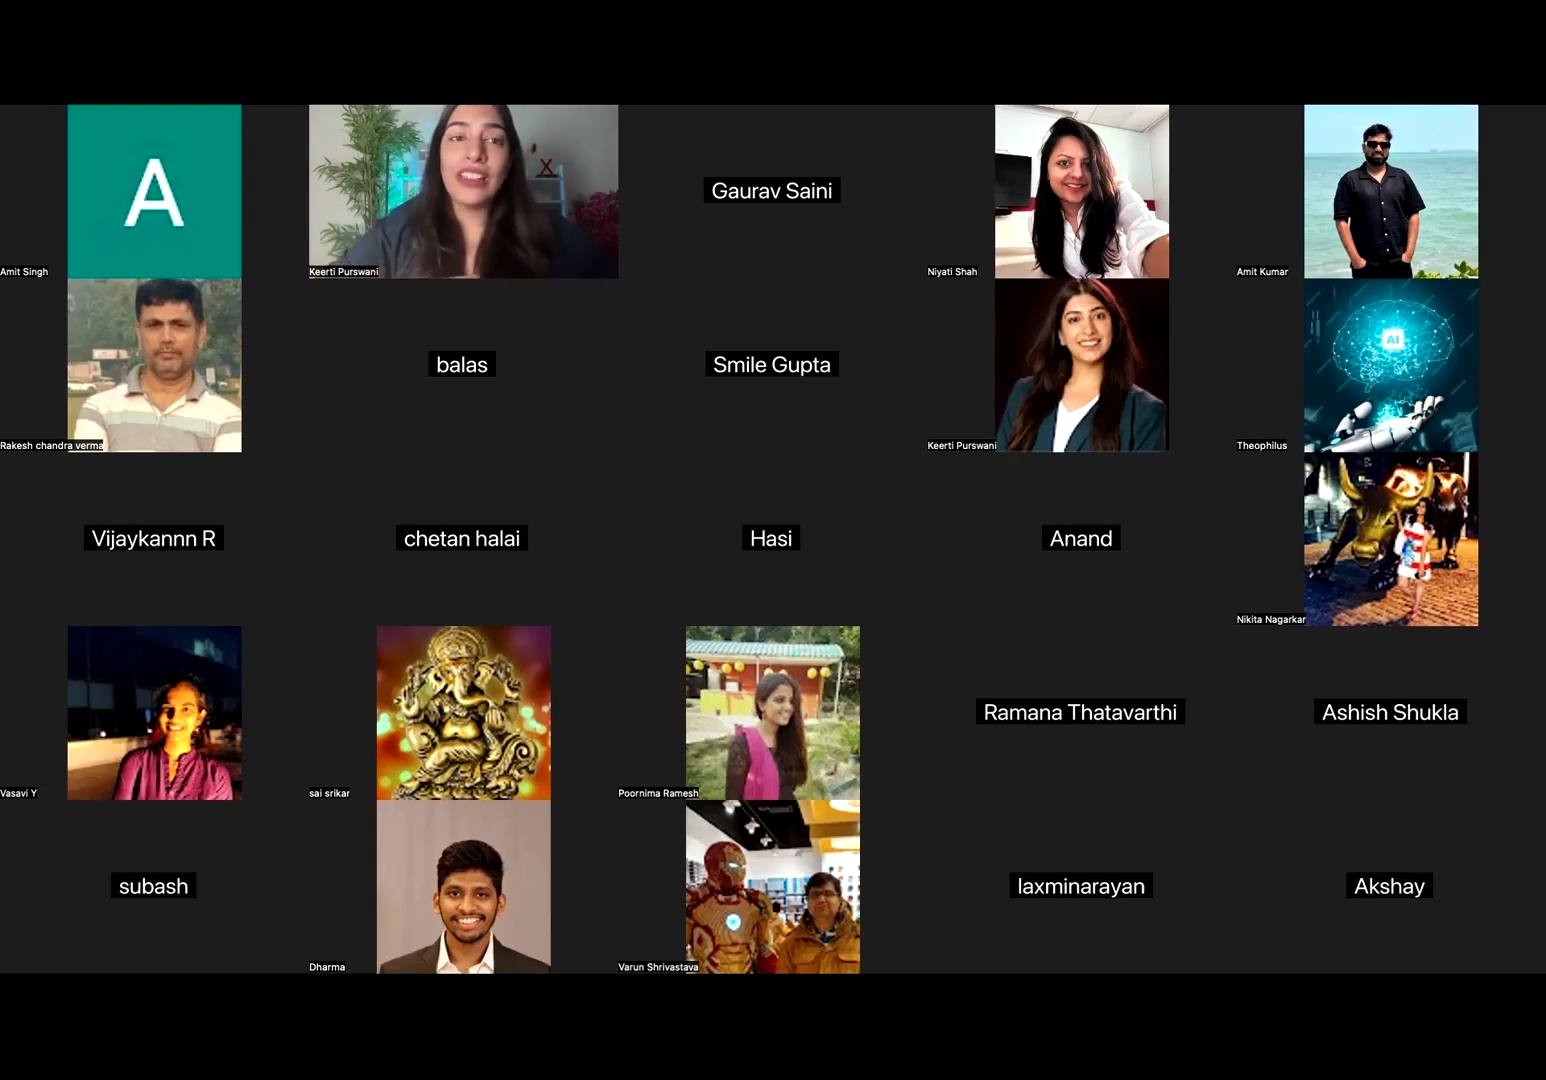 A
Amit Singh
Keerti Purswani
Gaurav Saini
Niyati Shah
Amit Kumar
Rakesh chandra verma
balas
Smile Gupta
Keerti Purswani
AI
Theophilus
Vijaykannn R
chetan halai
Hasi
Anand
Nikita Nagarkar
Vasavi Y
sai srikar
Poornima Ramesh
Ramana Thatavarthi
Ashish Shukla
subash
Dharma
Varun Shrivastava
laxminarayan
Akshay